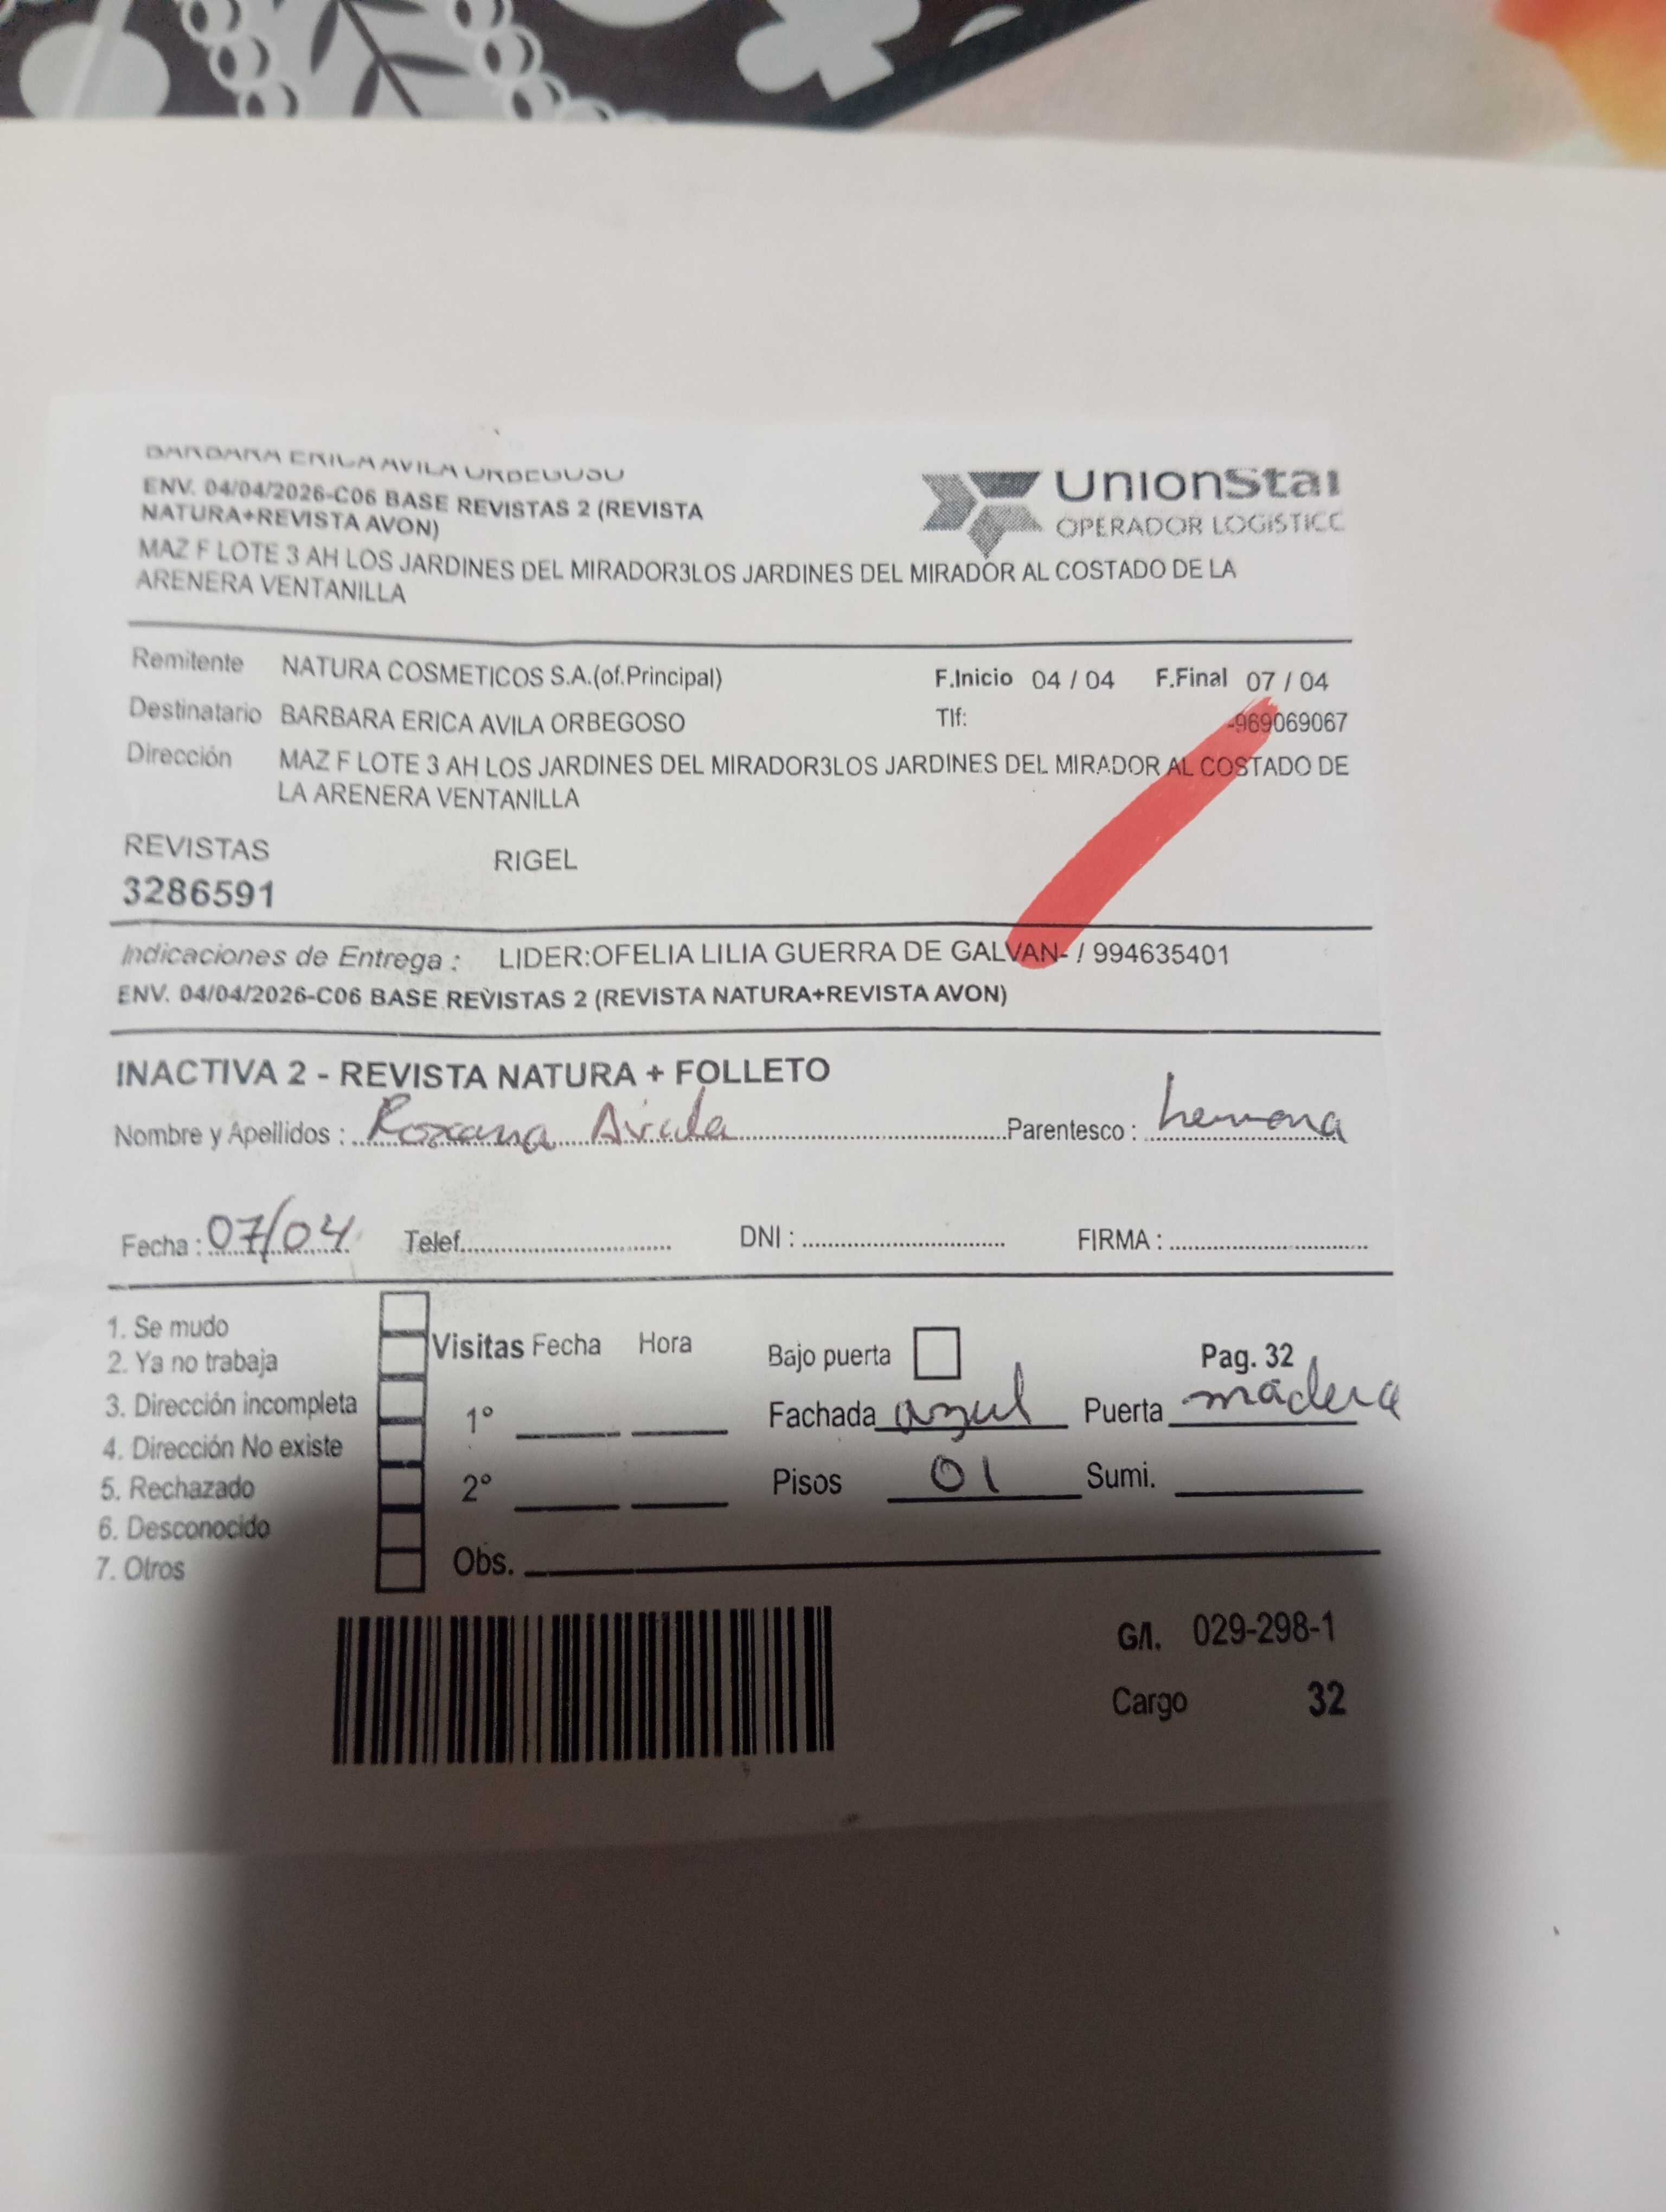 BARBARA ERICA AVILA ORBEGOSO
ENV. 04/04/2026-C06 BASE REVISTAS 2 (REVISTA
NATURA+REVISTA AVON)
UnionStar
OPERADOR LOGISTICO
MAZ F LOTE 3 AH LOS JARDINES DEL MIRADOR3LOS JARDINES DEL MIRADOR AL COSTADO DE LA
ARENERA VENTANILLA
Remitente NATURA COSMETICOS S.A.(of.Principal) F.Inicio 04 / 04 F.Final 07 / 04
Destinatario BARBARA ERICA AVILA ORBEGOSO Tlf: -969069067
Dirección MAZ F LOTE 3 AH LOS JARDINES DEL MIRADOR3LOS JARDINES DEL MIRADOR AL COSTADO DE
LA ARENERA VENTANILLA
REVISTAS RIGEL
3286591
Indicaciones de Entrega : LIDER:OFELIA LILIA GUERRA DE GALVAN- / 994635401
ENV. 04/04/2026-C06 BASE REVISTAS 2 (REVISTA NATURA+REVISTA AVON)
INACTIVA 2 - REVISTA NATURA + FOLLETO
Nombre y Apellidos : Roxana Parentesco : hermana
Fecha : 07/04 Telef. DNI : FIRMA :
1. Se mudo
2. Ya no trabaja
3. Dirección incompleta
4. Dirección No existe
5. Rechazado
6. Desconocido
7. Otros
Visitas Fecha Hora
1°
2°
Obs.
Bajo puerta Pag. 32
Fachada azul Puerta madera
Pisos 01 Sumi.
G/I. 029-298-1
Cargo 32